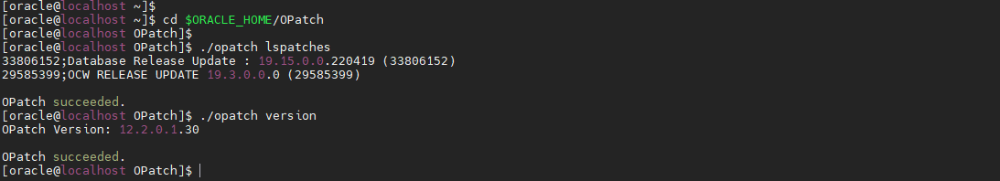 [oracle@localhost ~]$
[oracle@localhost ~]$ cd $ORACLE_HOME/OPatch
[oracle@localhost OPatch]$
[oracle@localhost OPatch]$ ./opatch lspatches
33806152;Database Release Update : 19.15.0.0.220419 (33806152)
29585399;OCW RELEASE UPDATE 19.3.0.0.0 (29585399)
OPatch succeeded.
[oracle@localhost OPatch]$ ./opatch version
OPatch Version: 12.2.0.1.30
OPatch succeeded.
[oracle@localhost OPatch]$